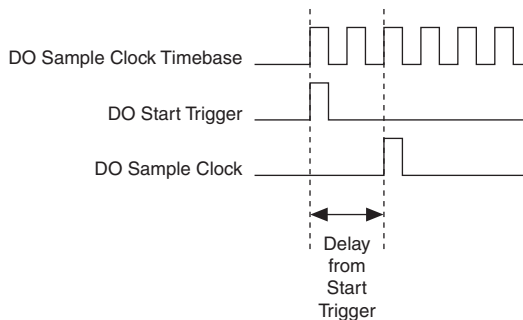 DO Sample Clock Timebase
DO Start Trigger
DO Sample Clock
Delay
from
Start
Trigger